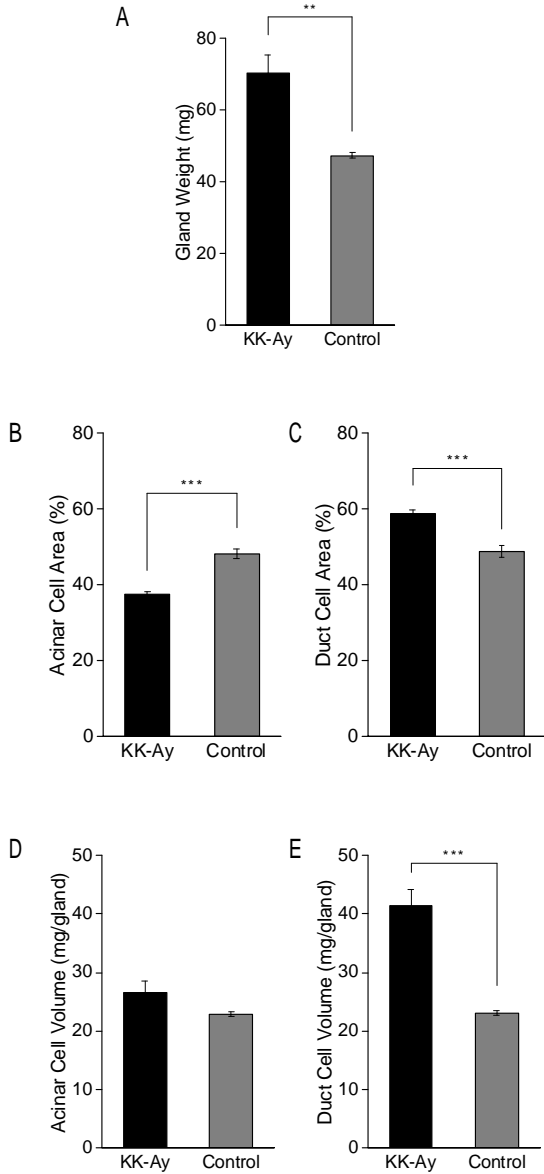 A
**
Gland Weight (mg)
80
60
40
20
0
KK-Ay Control
B
***
Acinar Cell Area (%)
80
60
40
20
0
KK-Ay Control
C
***
Duct Cell Area (%)
80
60
40
20
0
KK-Ay Control
D
Acinar Cell Volume (mg/gland)
50
40
30
20
10
0
KK-Ay Control
E
***
Duct Cell Volume (mg/gland)
50
40
30
20
10
0
KK-Ay Control